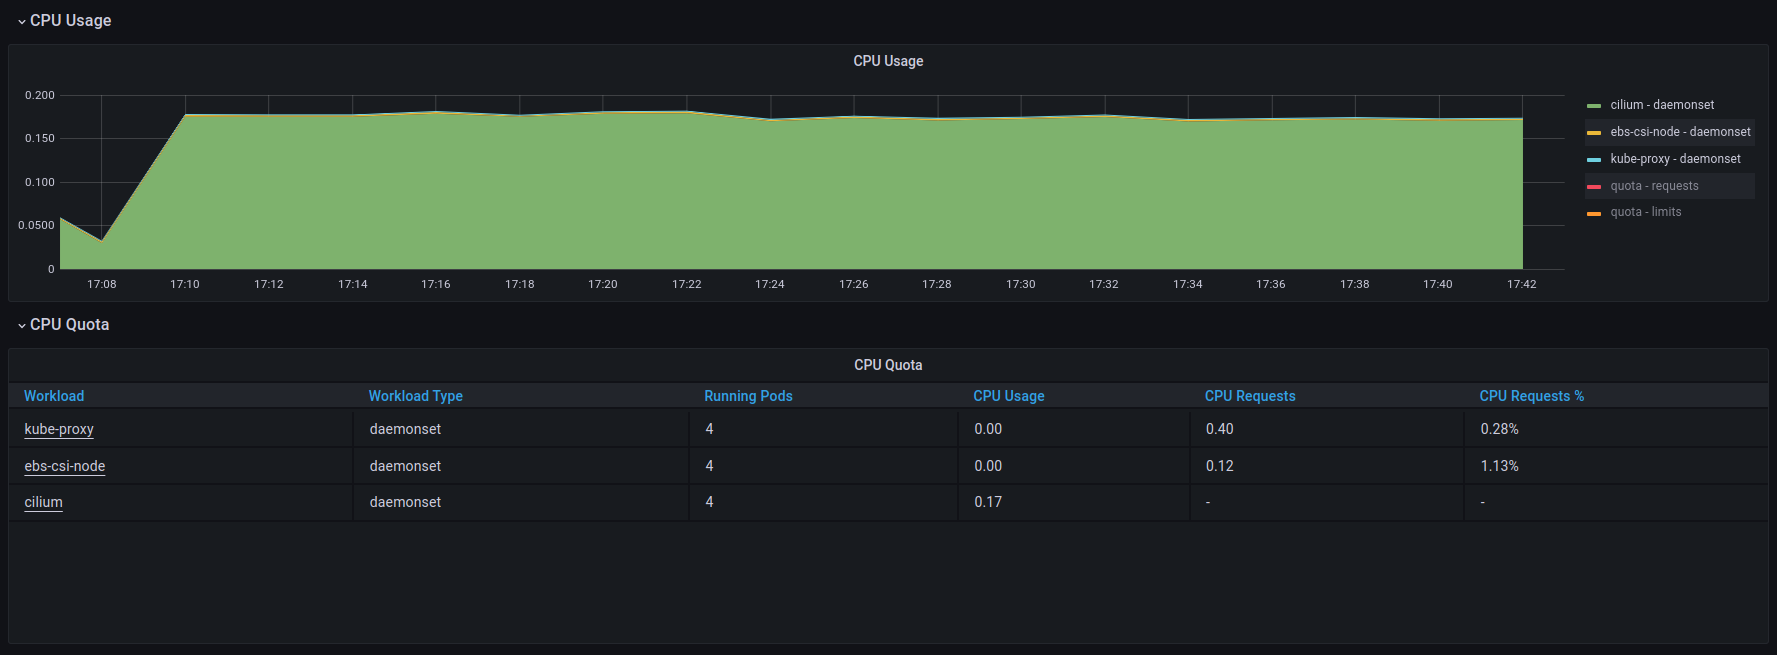 CPU Usage
CPU Usage
0.200
0.150
0.100
0.0500
0
17:08 17:10 17:12 17:14 17:16 17:18 17:20 17:22 17:24 17:26 17:28 17:30 17:32 17:34 17:36 17:38 17:40 17:42
cilium - daemonset
ebs-csi-node - daemonset
kube-proxy - daemonset
quota - requests
quota - limits
CPU Quota
CPU Quota
Workload Workload Type Running Pods CPU Usage CPU Requests CPU Requests %
kube-proxy daemonset 4 0.00 0.40 0.28%
ebs-csi-node daemonset 4 0.00 0.12 1.13%
cilium daemonset 4 0.17 - -